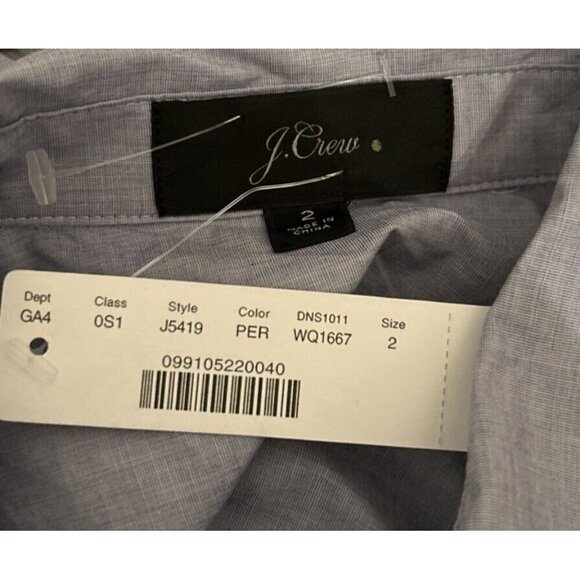 J.Crew
2
MADE IN
CHINA
Dept Class Style Color DNS1011 Size
GA4 0S1 J5419 PER WQ1667 2
099105220040